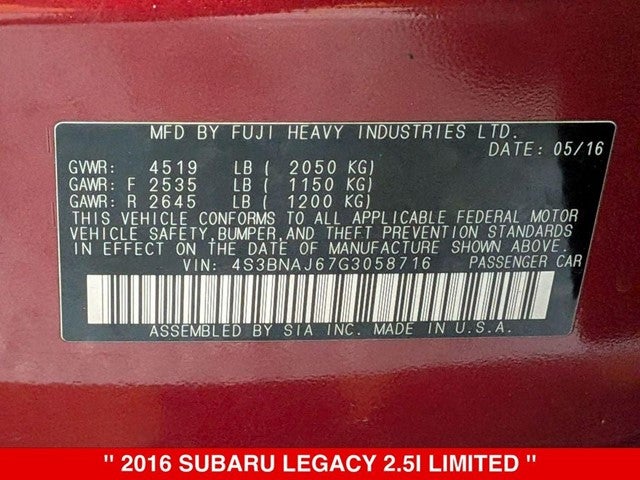 MFD BY FUJI HEAVY INDUSTRIES LTD.
DATE: 05/16
GVWR: 4519 LB ( 2050 KG)
GAWR: F 2535 LB ( 1150 KG)
GAWR: R 2645 LB ( 1200 KG)
THIS VEHICLE CONFORMS TO ALL APPLICABLE FEDERAL MOTOR
VEHICLE SAFETY,BUMPER,AND THEFT PREVENTION STANDARDS
IN EFFECT ON THE DATE OF MANUFACTURE SHOWN ABOVE.
VIN: 4S3BNAJ67G3058716 PASSENGER CAR
ASSEMBLED BY SIA INC. MADE IN U.S.A.
" 2016 SUBARU LEGACY 2.5I LIMITED "